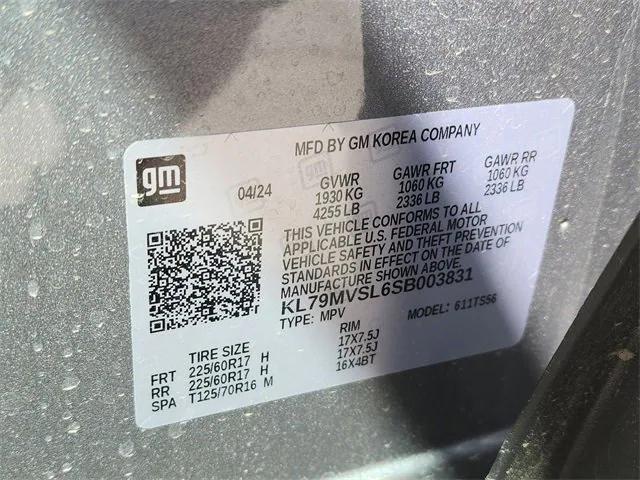 MFD BY GM KOREA COMPANY
gm
04/24
GVWR GAWR FRT GAWR RR
1930 KG 1060 KG 1060 KG
4255 LB 2336 LB 2336 LB
THIS VEHICLE CONFORMS TO ALL
APPLICABLE U.S. FEDERAL MOTOR
VEHICLE SAFETY AND THEFT PREVENTION
STANDARDS IN EFFECT ON THE DATE OF
MANUFACTURE SHOWN ABOVE.
KL79MVSL6SB003831
TYPE: MPV MODEL: 611TS56
TIRE SIZE RIM
FRT 225/60R17 H 17X7.5J
RR 225/60R17 H 17X7.5J
SPA T125/70R16 M 16X4BT